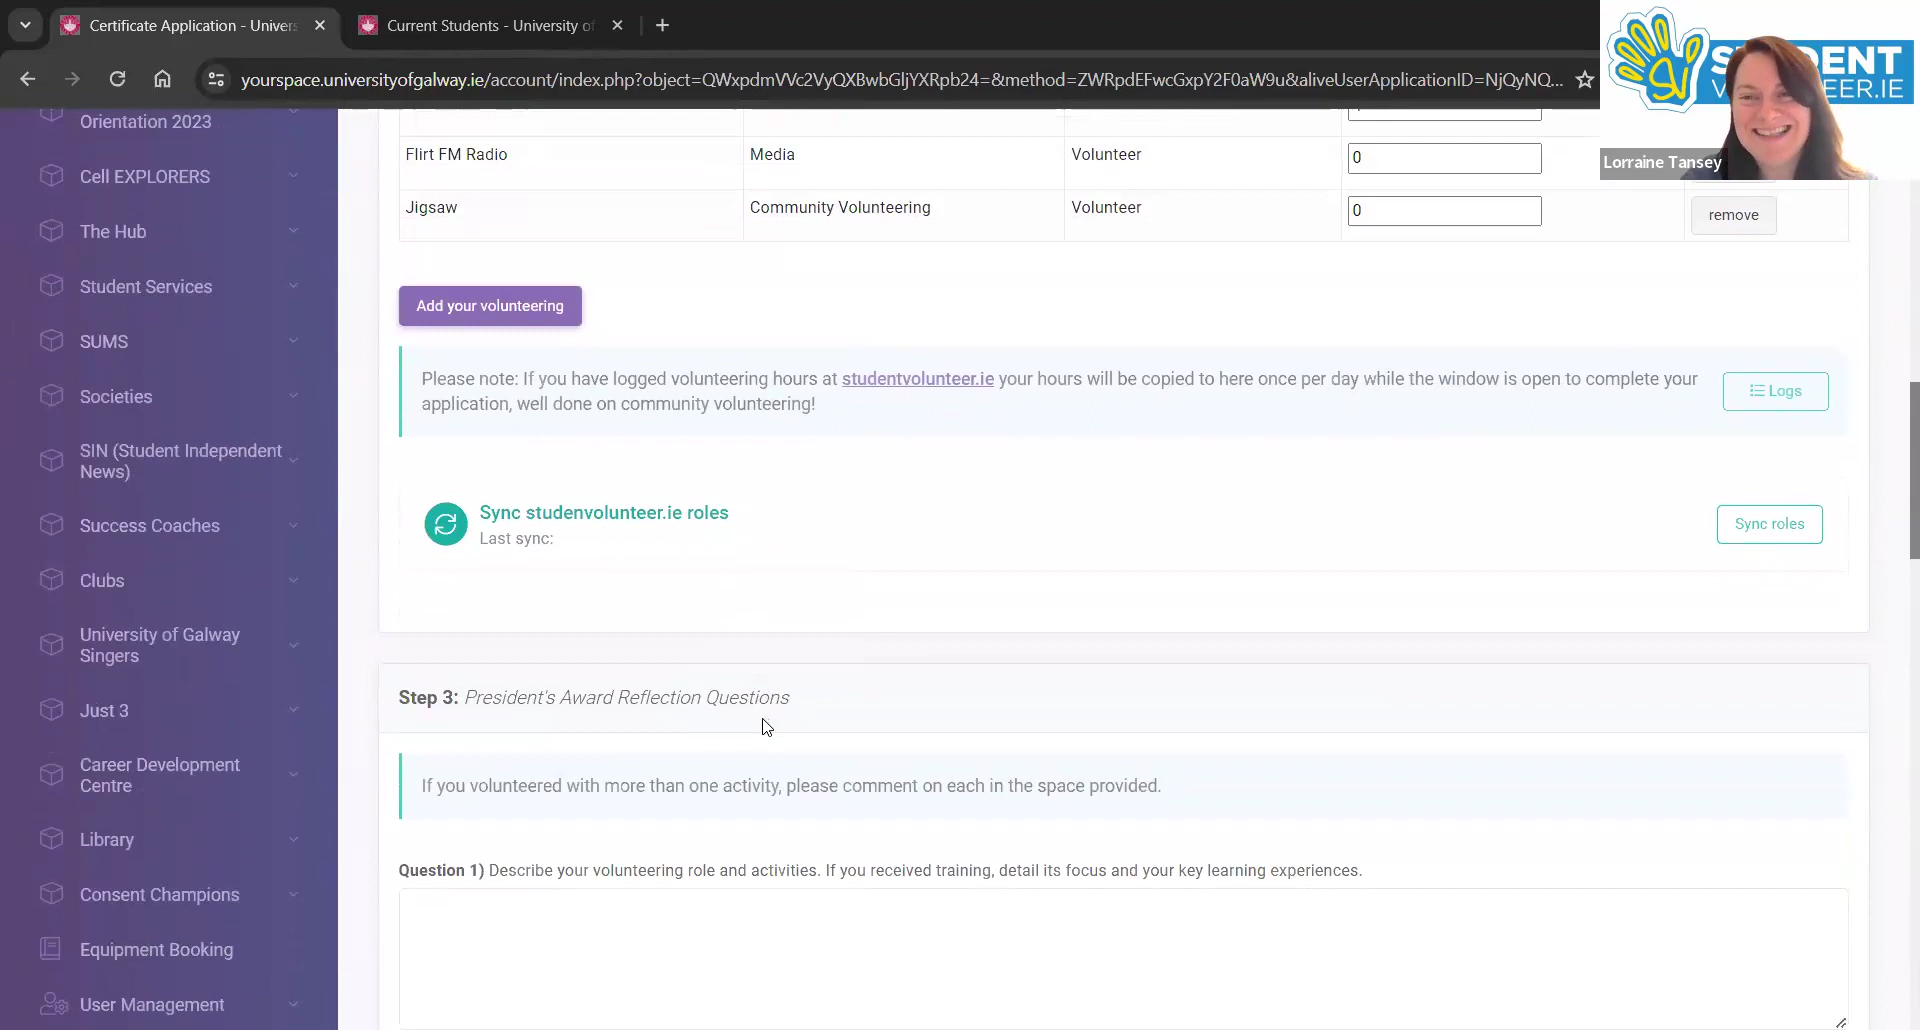 Certificate Application - Univers
Current Students - University of
yourspace.universityofgalway.ie/account/index.php?object=QWxpdmVVc2VyQXBwbGljYXRpb24=&method=ZWRpdEFwcGxpY2F0aW9u&aliveUserApplicationID=NjQyNQ...
STUDENT
V EER.IE
Lorraine Tansey
Orientation 2023
Cell EXPLORERS
The Hub
Student Services
SUMS
Societies
SIN (Student Independent
News)
Success Coaches
Clubs
University of Galway
Singers
Just 3
Career Development
Centre
Library
Consent Champions
Equipment Booking
User Management
Flirt FM Radio Media Volunteer 0
Jigsaw Community Volunteering Volunteer 0 remove
Add your volunteering
Please note: If you have logged volunteering hours at studentvolunteer.ie your hours will be copied to here once per day while the window is open to complete your
application, well done on community volunteering!
Logs
Sync studenvolunteer.ie roles
Last sync:
Sync roles
Step 3: President's Award Reflection Questions
If you volunteered with more than one activity, please comment on each in the space provided.
Question 1) Describe your volunteering role and activities. If you received training, detail its focus and your key learning experiences.